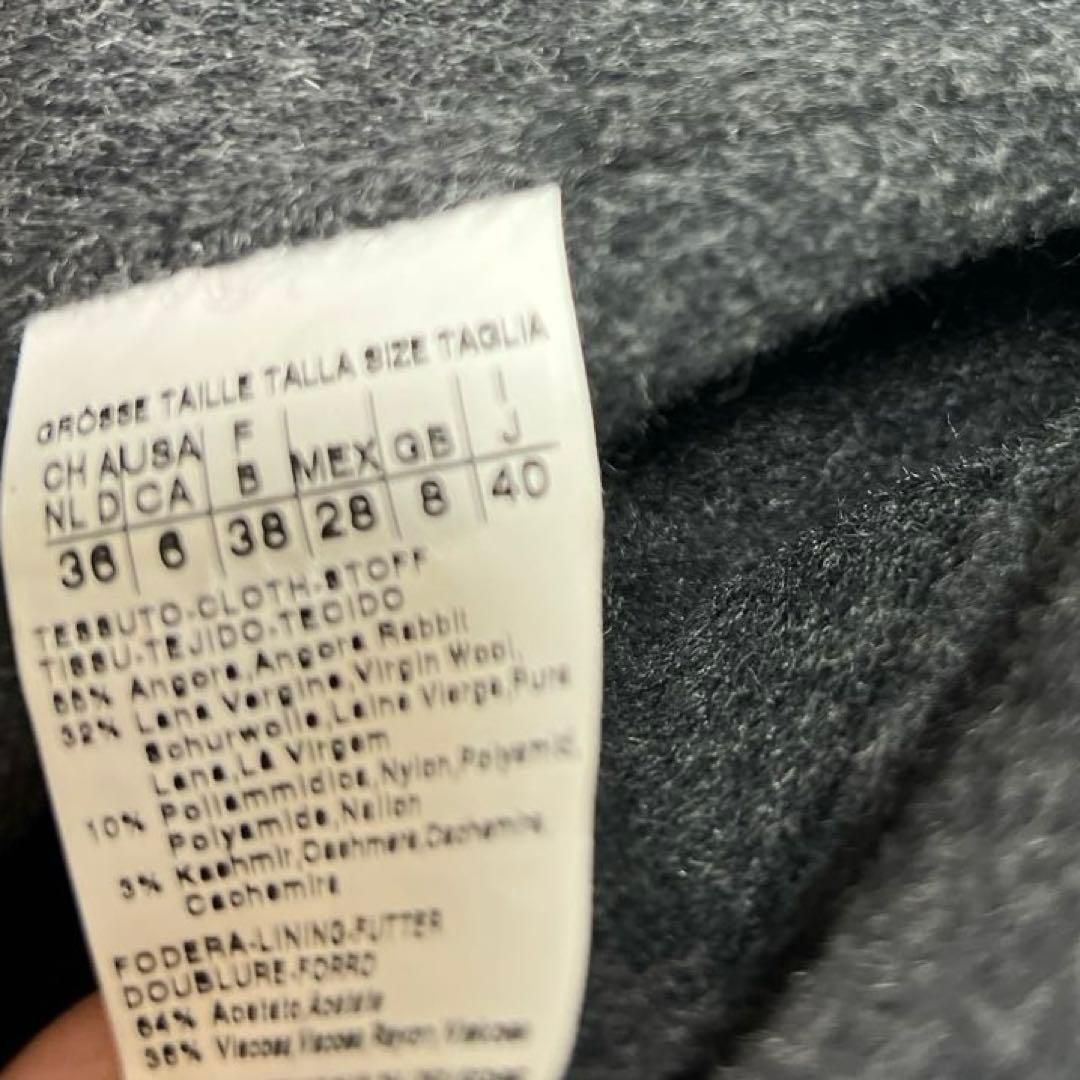 GRÖSSE TAILLE TALLA SIZE TAGLIA
CH A USA F I
NL D CA B MEX GB J
36 6 38 28 8 40
TESSUTO-CLOTH-STOFF
TISSU-TEJIDO-TECIDO
55% Angora,Angora Rabbit
32% Lana Vergine,Virgin Wool,
Schurwolle,Laine Vierge,Pura
Lana,Lã Virgem
10% Poliammidica,Nylon,Polyamid,
Polyamide,Nailon
3% Kashmir,Cashmere,Cachemire,
Cachemira
FODERA-LINING-FUTTER
DOUBLURE-FORRO
64% Acetato,Acetate
36% Viscosa,Viscose,Rayon,Viscose